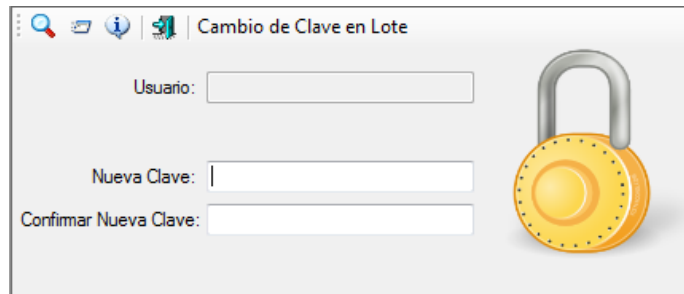 Cambio de Clave en Lote
Usuario:
Nueva Clave:
Confirmar Nueva Clave: